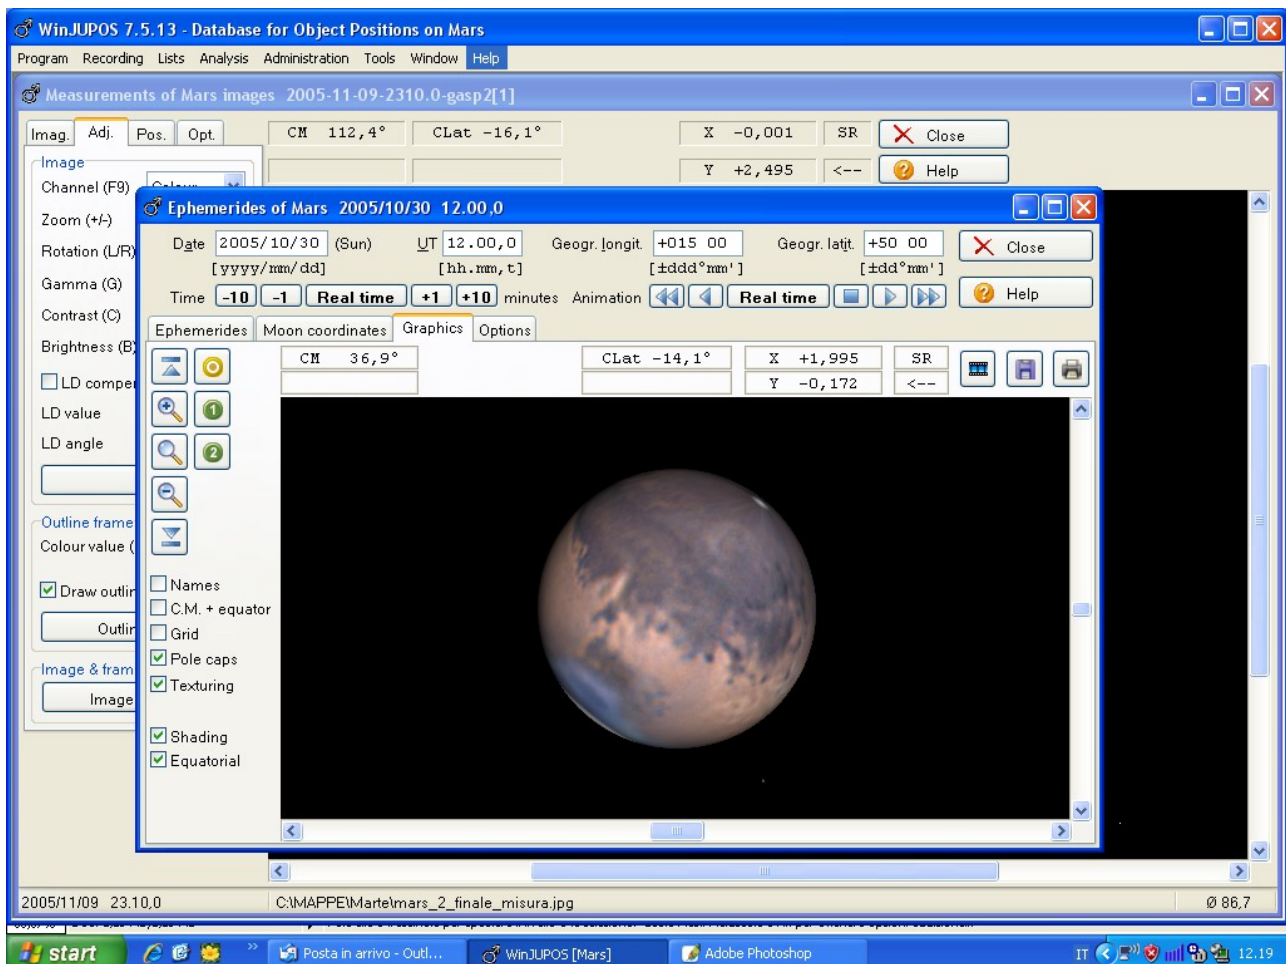 WinJUPOS 7.5.13 - Database for Object Positions on Mars
Program Recording Lists Analysis Administration Tools Window Help
Measurements of Mars images 2005-11-09-2310.0-gasp2[1]
Imag. Adj. Pos. Opt.
CM 112,4° CLat -16,1° X -0,001 SR Close
Y +2,495 <-- Help
Image
Channel (F9) Colour
Zoom (+/-)
Rotation (L/R)
Gamma (G)
Contrast (C)
Brightness (B)
LD compe
LD value
LD angle
Outline frame
Colour value (
Draw outlin
Outlin
Image & fram
Image
Ephemerides of Mars 2005/10/30 12.00,0
Date 2005/10/30 (Sun) UT 12.00,0 Geogr. longit. +015 00 Geogr. latit. +50 00 Close
[yyyy/mm/dd] [hh.mm,t] [±ddd°mm'] [±dd°mm']
Time -10 -1 Real time +1 +10 minutes Animation Real time Help
Ephemerides Moon coordinates Graphics Options
CM 36,9° CLat -14,1° X +1,995 SR
Y -0,172 <--
1
2
Names
C.M. + equator
Grid
Pole caps
Texturing
Shading
Equatorial
2005/11/09 23.10,0 C:\MAPPE\Marte\mars_2_finale_misura.jpg Ø 86,7
start » Posta in arrivo - Outl... WinJUPOS [Mars] Adobe Photoshop IT 12.19